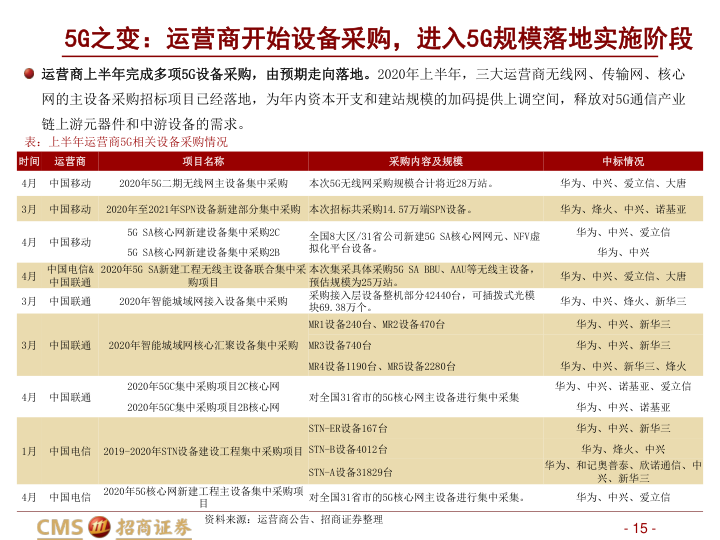 5G之变：运营商开始设备采购，进入5G规模落地实施阶段
运营商上半年完成多项5G设备采购，由预期走向落地。2020年上半年，三大运营商无线网、传输网、核心
网的主设备采购招标项目已经落地，为年内资本开支和建站规模的加码提供上调空间，释放对5G通信产业
链上游元器件和中游设备的需求。
表：上半年运营商5G相关设备采购情况
时间 运营商 项目名称 采购内容及规模 中标情况
4月 中国移动 2020年5G二期无线网主设备集中采购 本次5G无线网采购规模合计将近28万站。 华为、中兴、爱立信、大唐
3月 中国移动 2020年至2021年SPN设备新建部分集中采购 本次招标共采购14.57万端SPN设备。 华为、烽火、中兴、诺基亚
4月 中国移动
5G SA核心网新建设备集中采购2C
5G SA核心网新建设备集中采购2B
全国8大区/31省公司新建5G SA核心网网元、NFV虚
拟化平台设备。
华为、中兴、爱立信
华为、中兴
4月
中国电信&
中国联通
2020年5G SA新建工程无线主设备联合集中采
购项目
本次集采具体采购5G SA BBU、AAU等无线主设备，
预估规模为25万站。
华为、中兴、爱立信、大唐
3月 中国联通 2020年智能城域网接入设备集中采购
采购接入层设备整机部分42440台，可插拨式光模
块69.38万个。
华为、中兴、烽火、新华三
3月 中国联通 2020年智能城域网核心汇聚设备集中采购
MR1设备240台、MR2设备470台 华为、中兴、新华三
MR3设备740台 华为、中兴、新华三
MR4设备1190台、MR5设备2280台 华为、中兴、新华三、烽火
4月 中国联通
2020年5GC集中采购项目2C核心网
2020年5GC集中采购项目2B核心网
对全国31省市的5G核心网主设备进行集中采集
华为、中兴、诺基亚、爱立信
华为、中兴、诺基亚
1月 中国电信 2019-2020年STN设备建设工程集中采购项目
STN-ER设备167台 华为、中兴、新华三
STN-B设备4012台 华为、烽火、中兴
STN-A设备31829台
华为、和记奥普泰、欣诺通信、中
兴、新华三
4月 中国电信
2020年5G核心网新建工程主设备集中采购项
目
对全国31省市的5G核心网主设备进行集中采集。 华为、中兴、爱立信
资料来源：运营商公告、招商证券整理
CMS 招商证券
- 15 -